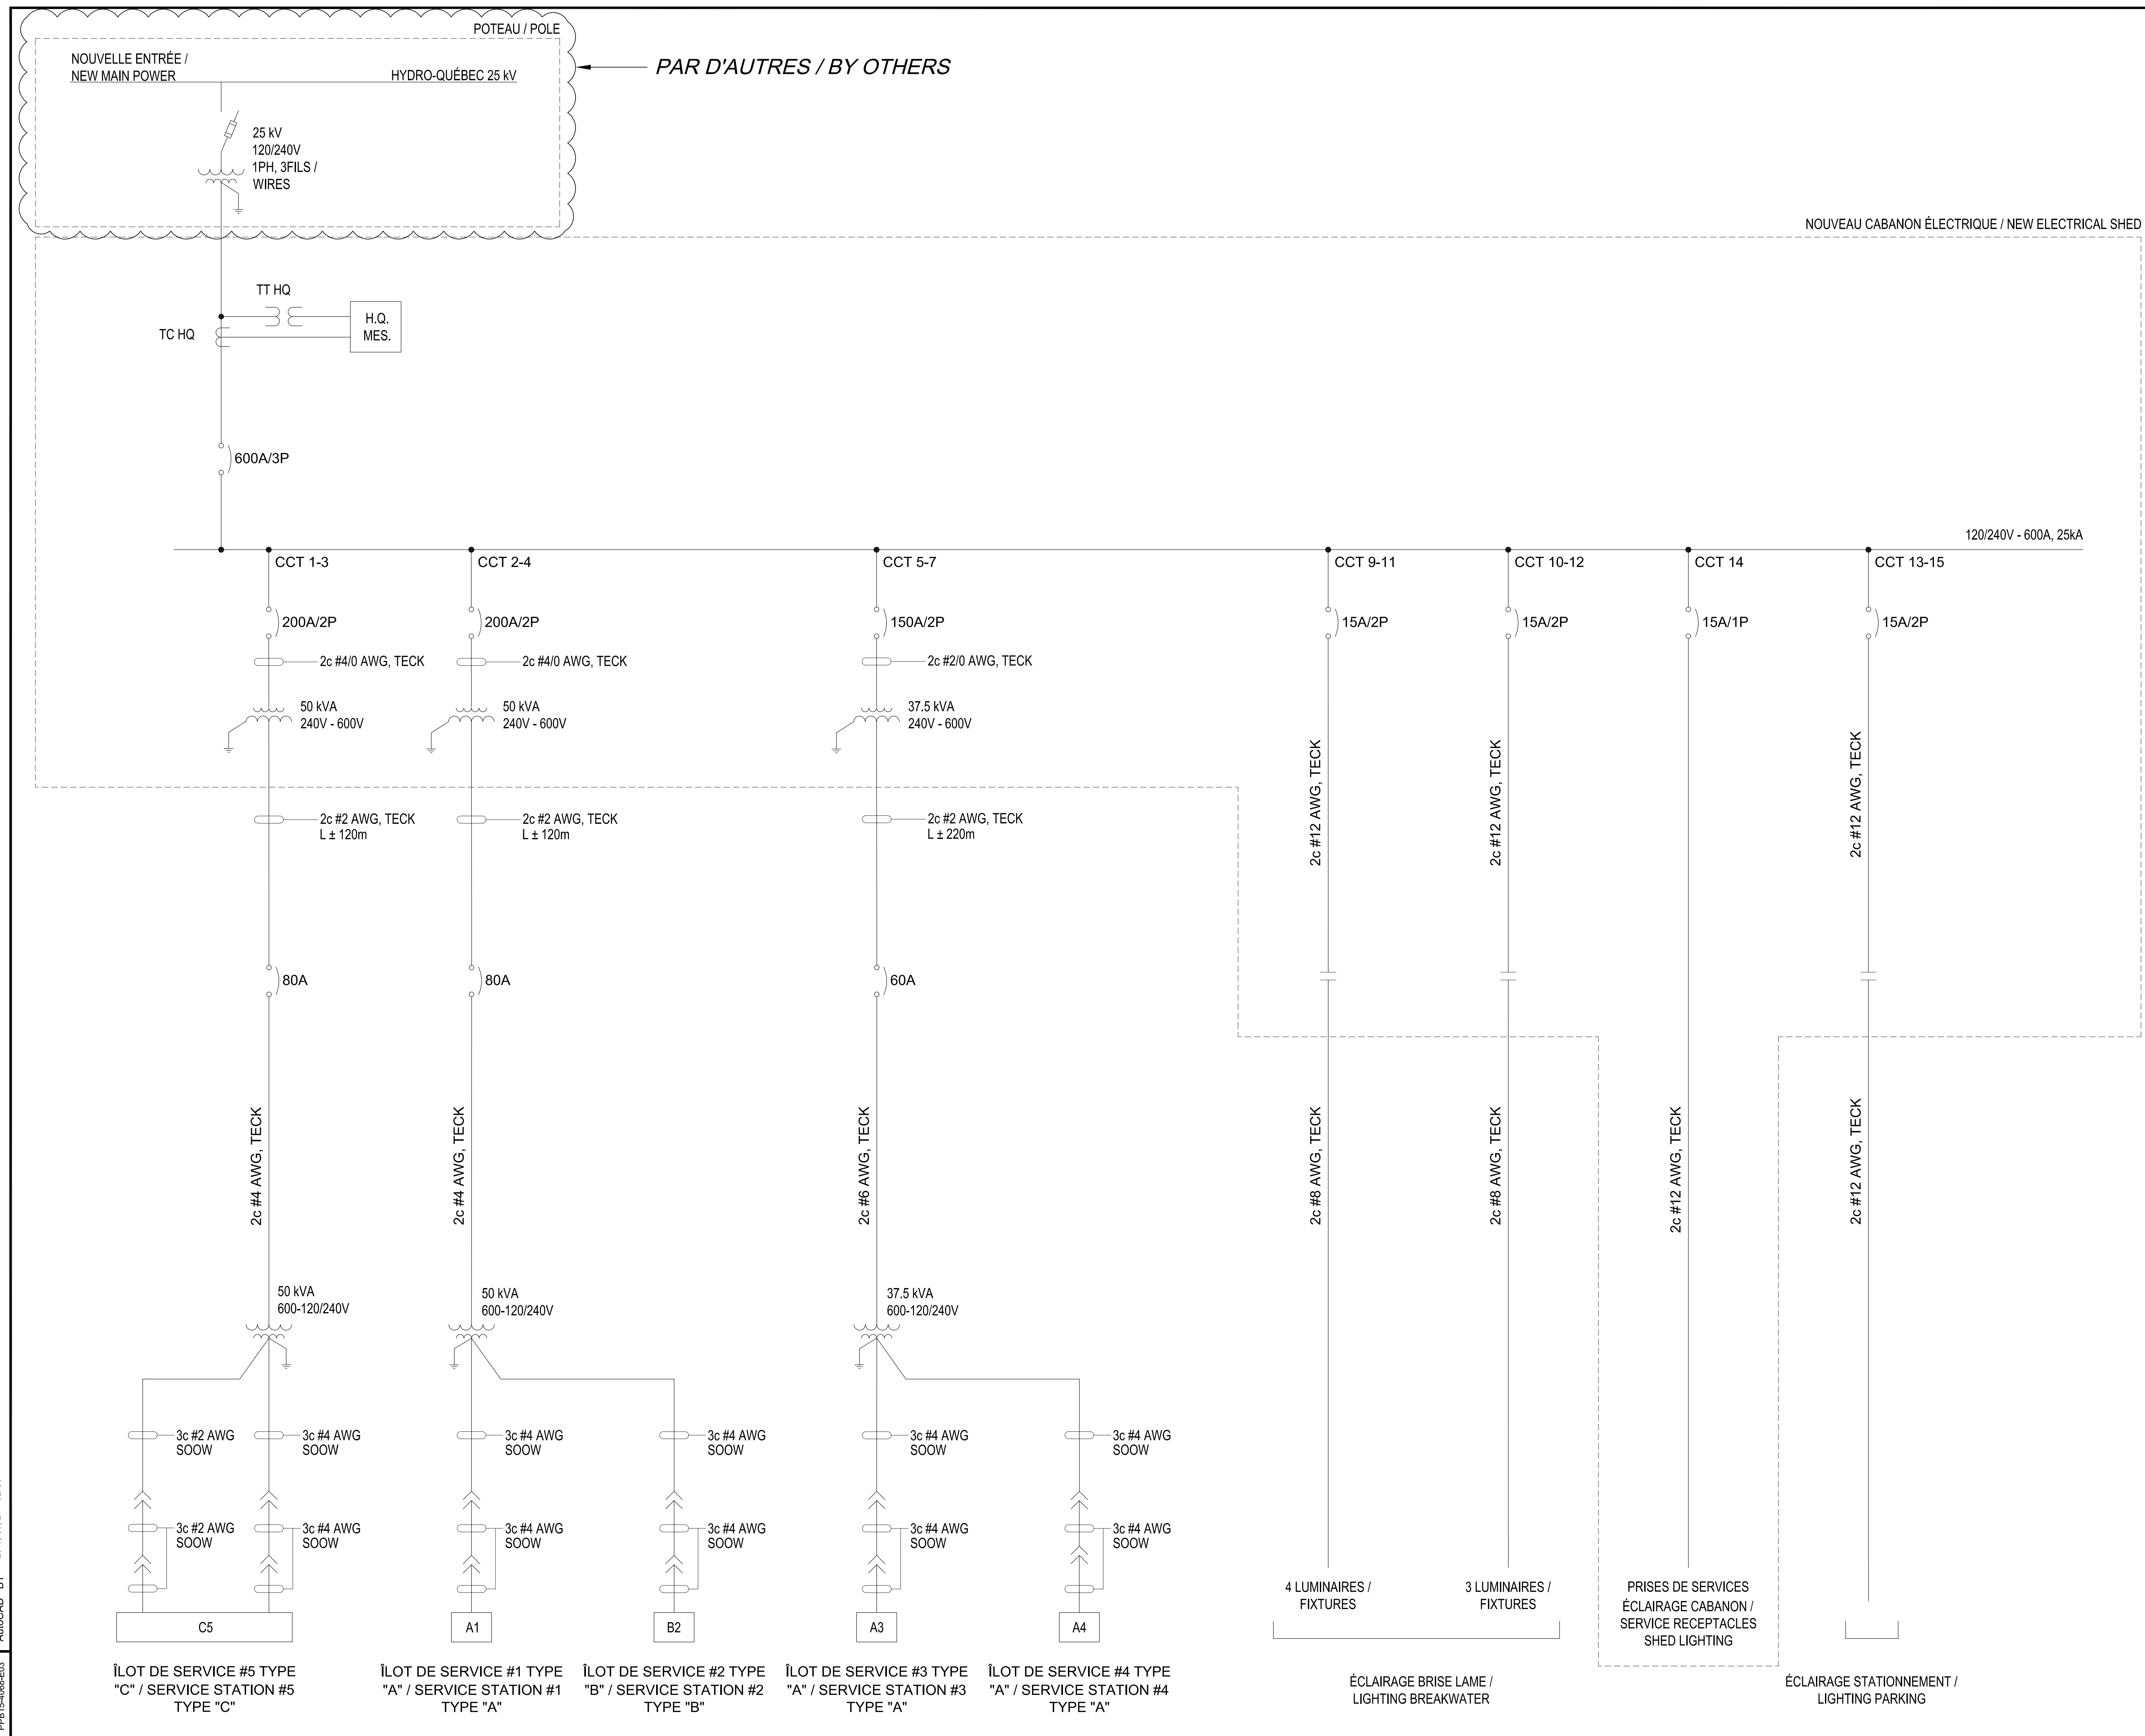 POTEAU / POLE
NOUVELLE ENTRÉE /
NEW MAIN POWER
HYDRO-QUÉBEC 25 kV
PAR D'AUTRES / BY OTHERS
25 kV
120/240V
1PH, 3FILS /
WIRES
NOUVEAU CABANON ÉLECTRIQUE / NEW ELECTRICAL SHED
TT HQ
H.Q.
MES.
TC HQ
600A/3P
120/240V - 600A, 25kA
CCT 1-3
CCT 2-4
CCT 5-7
CCT 9-11
CCT 10-12
CCT 14
CCT 13-15
200A/2P
200A/2P
150A/2P
15A/2P
15A/2P
15A/1P
15A/2P
2c #4/0 AWG, TECK
2c #4/0 AWG, TECK
2c #2/0 AWG, TECK
50 kVA
240V - 600V
50 kVA
240V - 600V
37.5 kVA
240V - 600V
2c #12 AWG, TECK
2c #12 AWG, TECK
2c #12 AWG, TECK
2c #2 AWG, TECK
L ± 120m
2c #2 AWG, TECK
L ± 120m
2c #2 AWG, TECK
L ± 220m
80A
80A
60A
2c #4 AWG, TECK
2c #4 AWG, TECK
2c #6 AWG, TECK
2c #8 AWG, TECK
2c #8 AWG, TECK
2c #12 AWG, TECK
2c #12 AWG, TECK
50 kVA
600-120/240V
50 kVA
600-120/240V
37.5 kVA
600-120/240V
3c #2 AWG
SOOW
3c #4 AWG
SOOW
3c #4 AWG
SOOW
3c #4 AWG
SOOW
3c #4 AWG
SOOW
3c #4 AWG
SOOW
3c #2 AWG
SOOW
3c #4 AWG
SOOW
3c #4 AWG
SOOW
3c #4 AWG
SOOW
3c #4 AWG
SOOW
3c #4 AWG
SOOW
C5
A1
B2
A3
A4
4 LUMINAIRES /
FIXTURES
3 LUMINAIRES /
FIXTURES
PRISES DE SERVICES
ÉCLAIRAGE CABANON /
SERVICE RECEPTACLES
SHED LIGHTING
ÎLOT DE SERVICE #5 TYPE
"C" / SERVICE STATION #5
TYPE "C"
ÎLOT DE SERVICE #1 TYPE
"A" / SERVICE STATION #1
TYPE "A"
ÎLOT DE SERVICE #2 TYPE
"B" / SERVICE STATION #2
TYPE "B"
ÎLOT DE SERVICE #3 TYPE
"A" / SERVICE STATION #3
TYPE "A"
ÎLOT DE SERVICE #4 TYPE
"A" / SERVICE STATION #4
TYPE "A"
ÉCLAIRAGE BRISE LAME /
LIGHTING BREAKWATER
ÉCLAIRAGE STATIONNEMENT /
LIGHTING PARKING
AutoCAD
PPB15-4068-E03